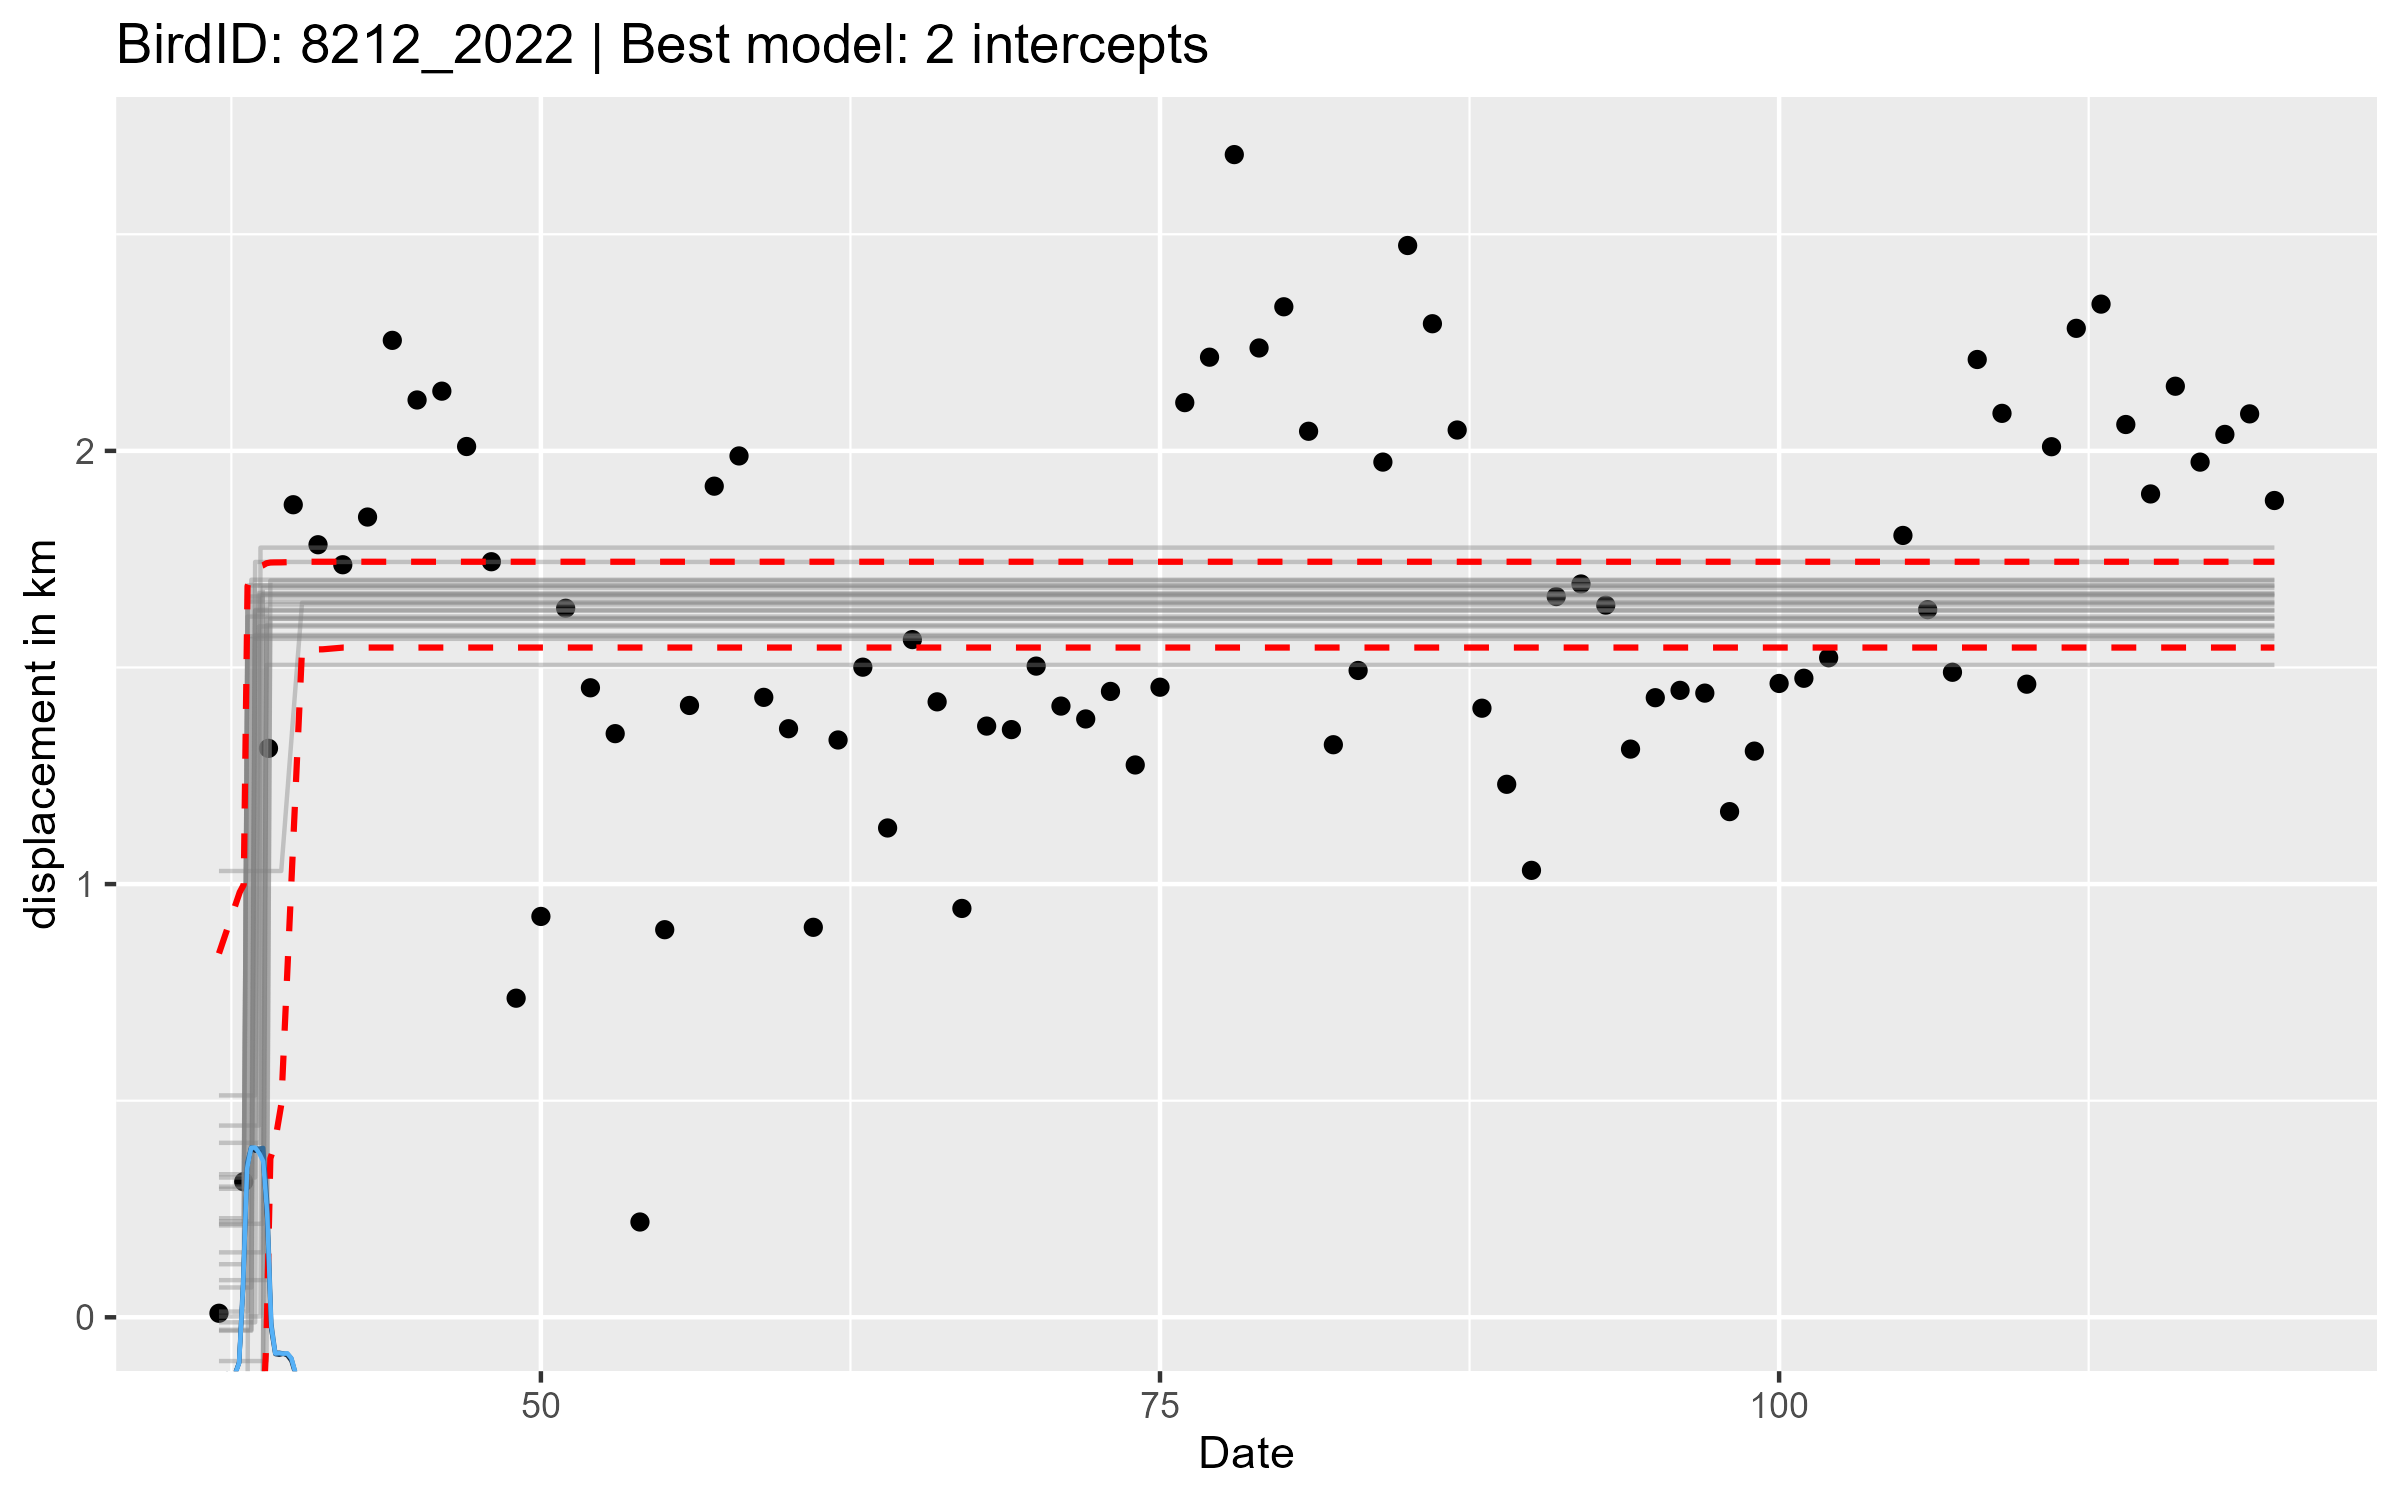 BirdID: 8212_2022 | Best model: 2 intercepts
displacement in km
2
1
0
50 75 100
Date